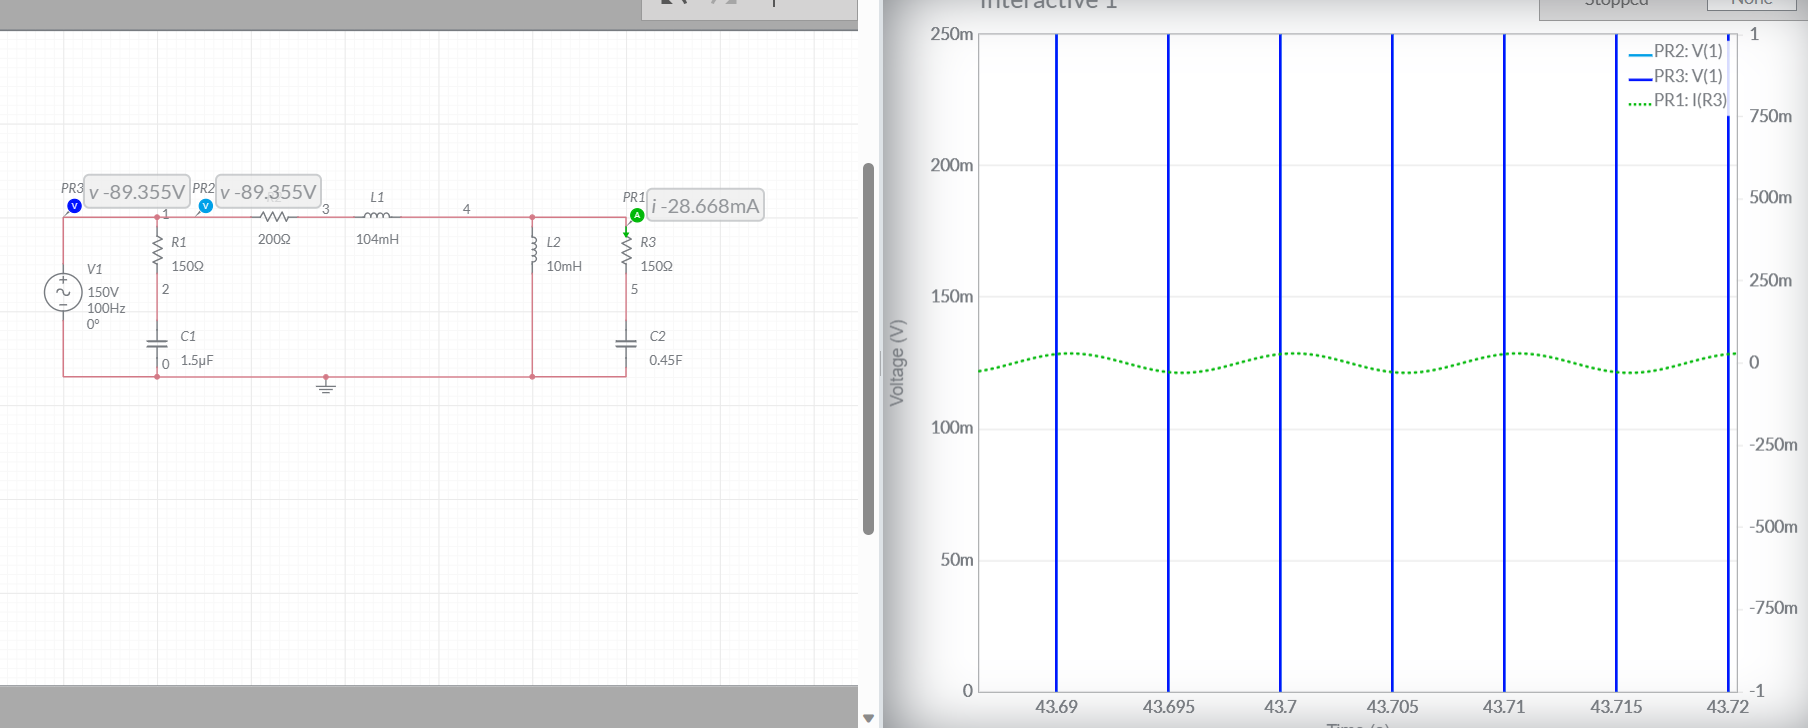 Interactive 1
Stopped
None
PR3
v -89.355V
PR2
v -89.355V
V
V
1
200Ω
3
L1
104mH
4
PR1
A
i -28.668mA
R1
150Ω
2
L2
10mH
R3
150Ω
5
V1
150V
100Hz
0°
C1
1.5µF
0
C2
0.45F
250m
200m
150m
100m
50m
0
Voltage (V)
PR2: V(1)
PR3: V(1)
PR1: I(R3)
1
750m
500m
250m
0
-250m
-500m
-750m
-1
43.69
43.695
43.7
43.705
43.71
43.715
43.72
Time (s)